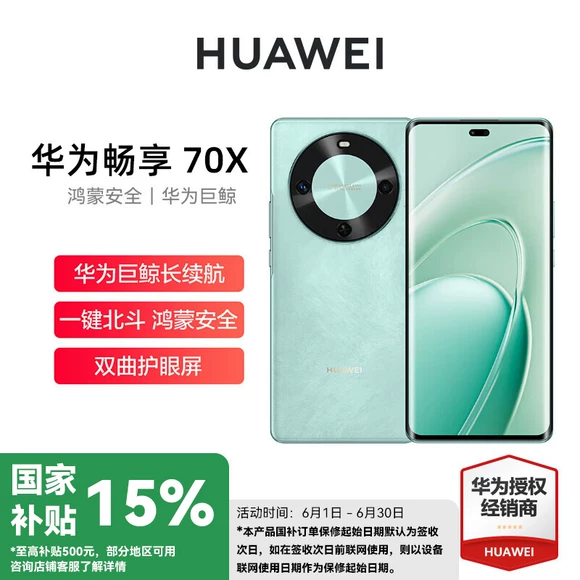 HUAWEI
华为畅享 70X
鸿蒙安全｜华为巨鲸
华为巨鲸长续航
一键北斗 鸿蒙安全
双曲护眼屏
HUAWEI
国家
补贴
15%
*至高补贴500元，部分地区可用
咨询店铺客服了解详情
活动时间：6月1日 - 6月30日
*本产品国补订单保修起始日期默认为签收
次日，如在签收次日前联网使用，则以设备
联网使用日期作为保修起始日期。
华为授权
经销商
HUAWEI